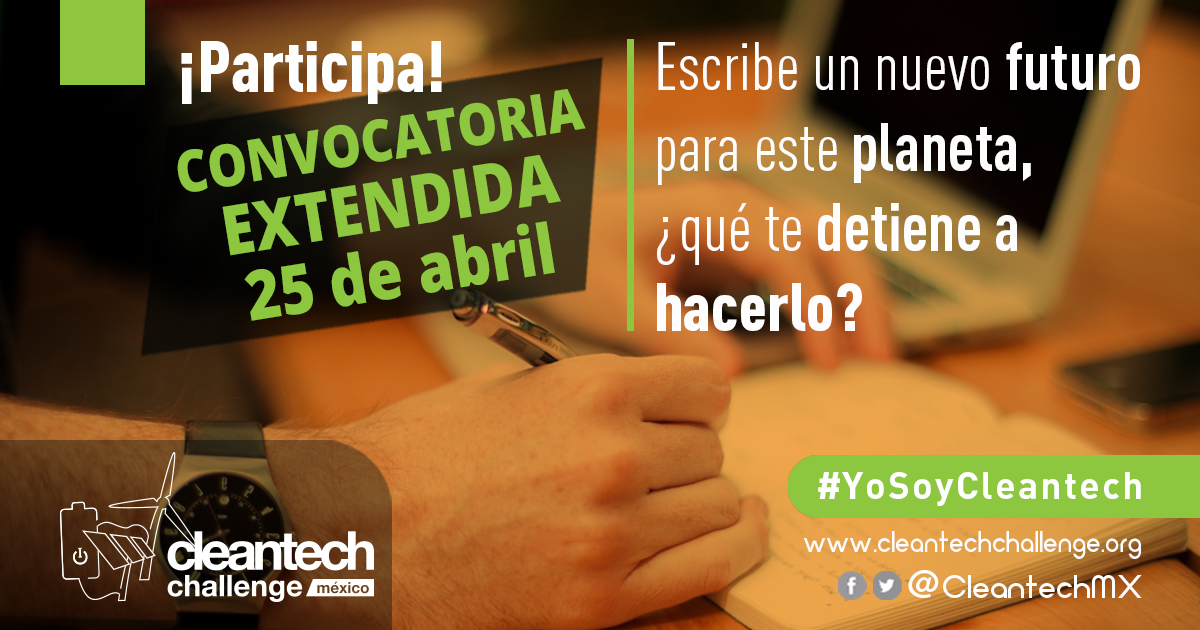 ¡Participa!
CONVOCATORIA
EXTENDIDA
25 de abril
Escribe un nuevo futuro
para este planeta,
¿qué te detiene a
hacerlo?
#YoSoyCleantech
www.cleantechchallenge.org
@CleantechMX
cleantech
challenge méxico